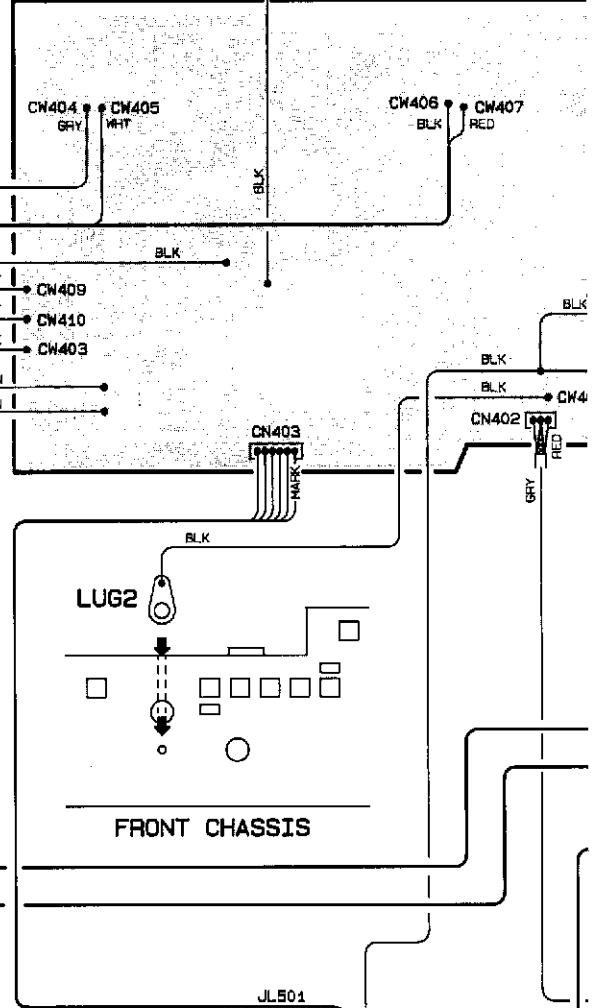 CW404 CW405
GRY WHT
CW406 CW407
BLK RED
BLK
BLK
CW409
CW410
CW403
BLK
BLK
BLK
CN402
RED
GRY
CN403
MARK
BLK
LUG2
FRONT CHASSIS
JL501